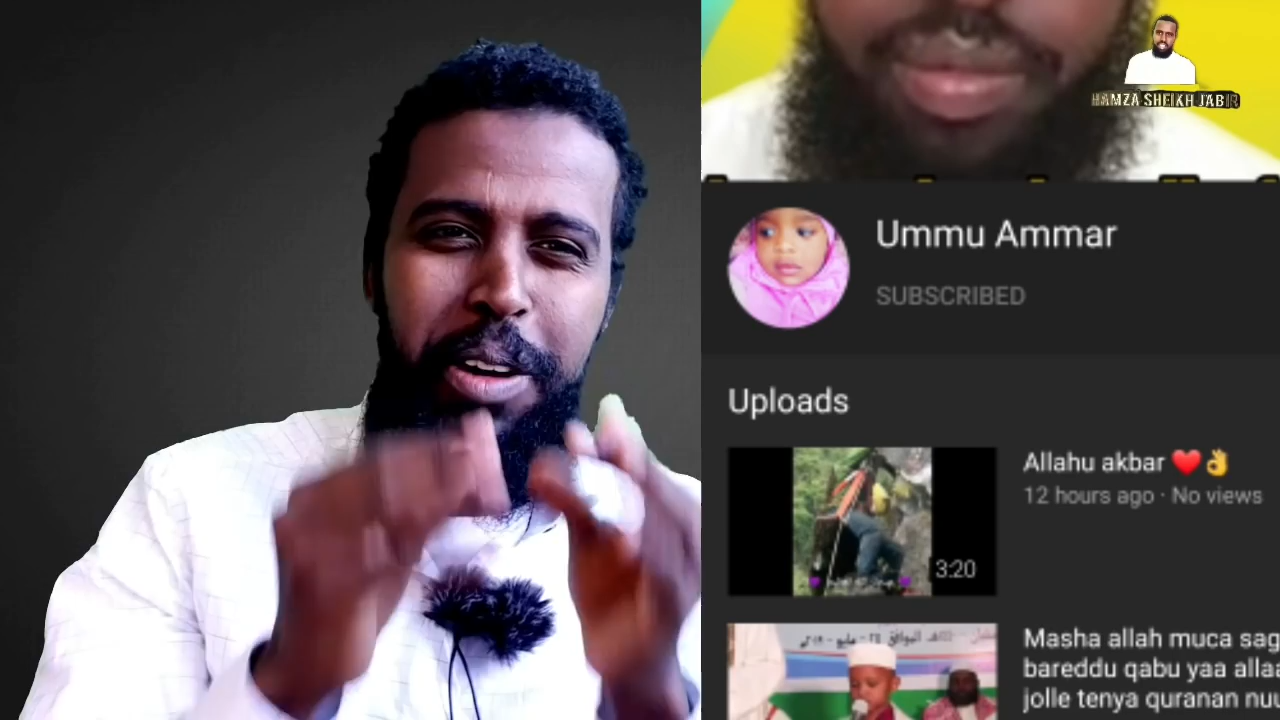 HAMZA SHEIKH JABIR
Ummu Ammar
SUBSCRIBED
Uploads
Allahu akbar ❤️👌
12 hours ago · No views
3:20
Masha allah muca sag
bareddu qabu yaa allaa
jolle tenya quranan nuu